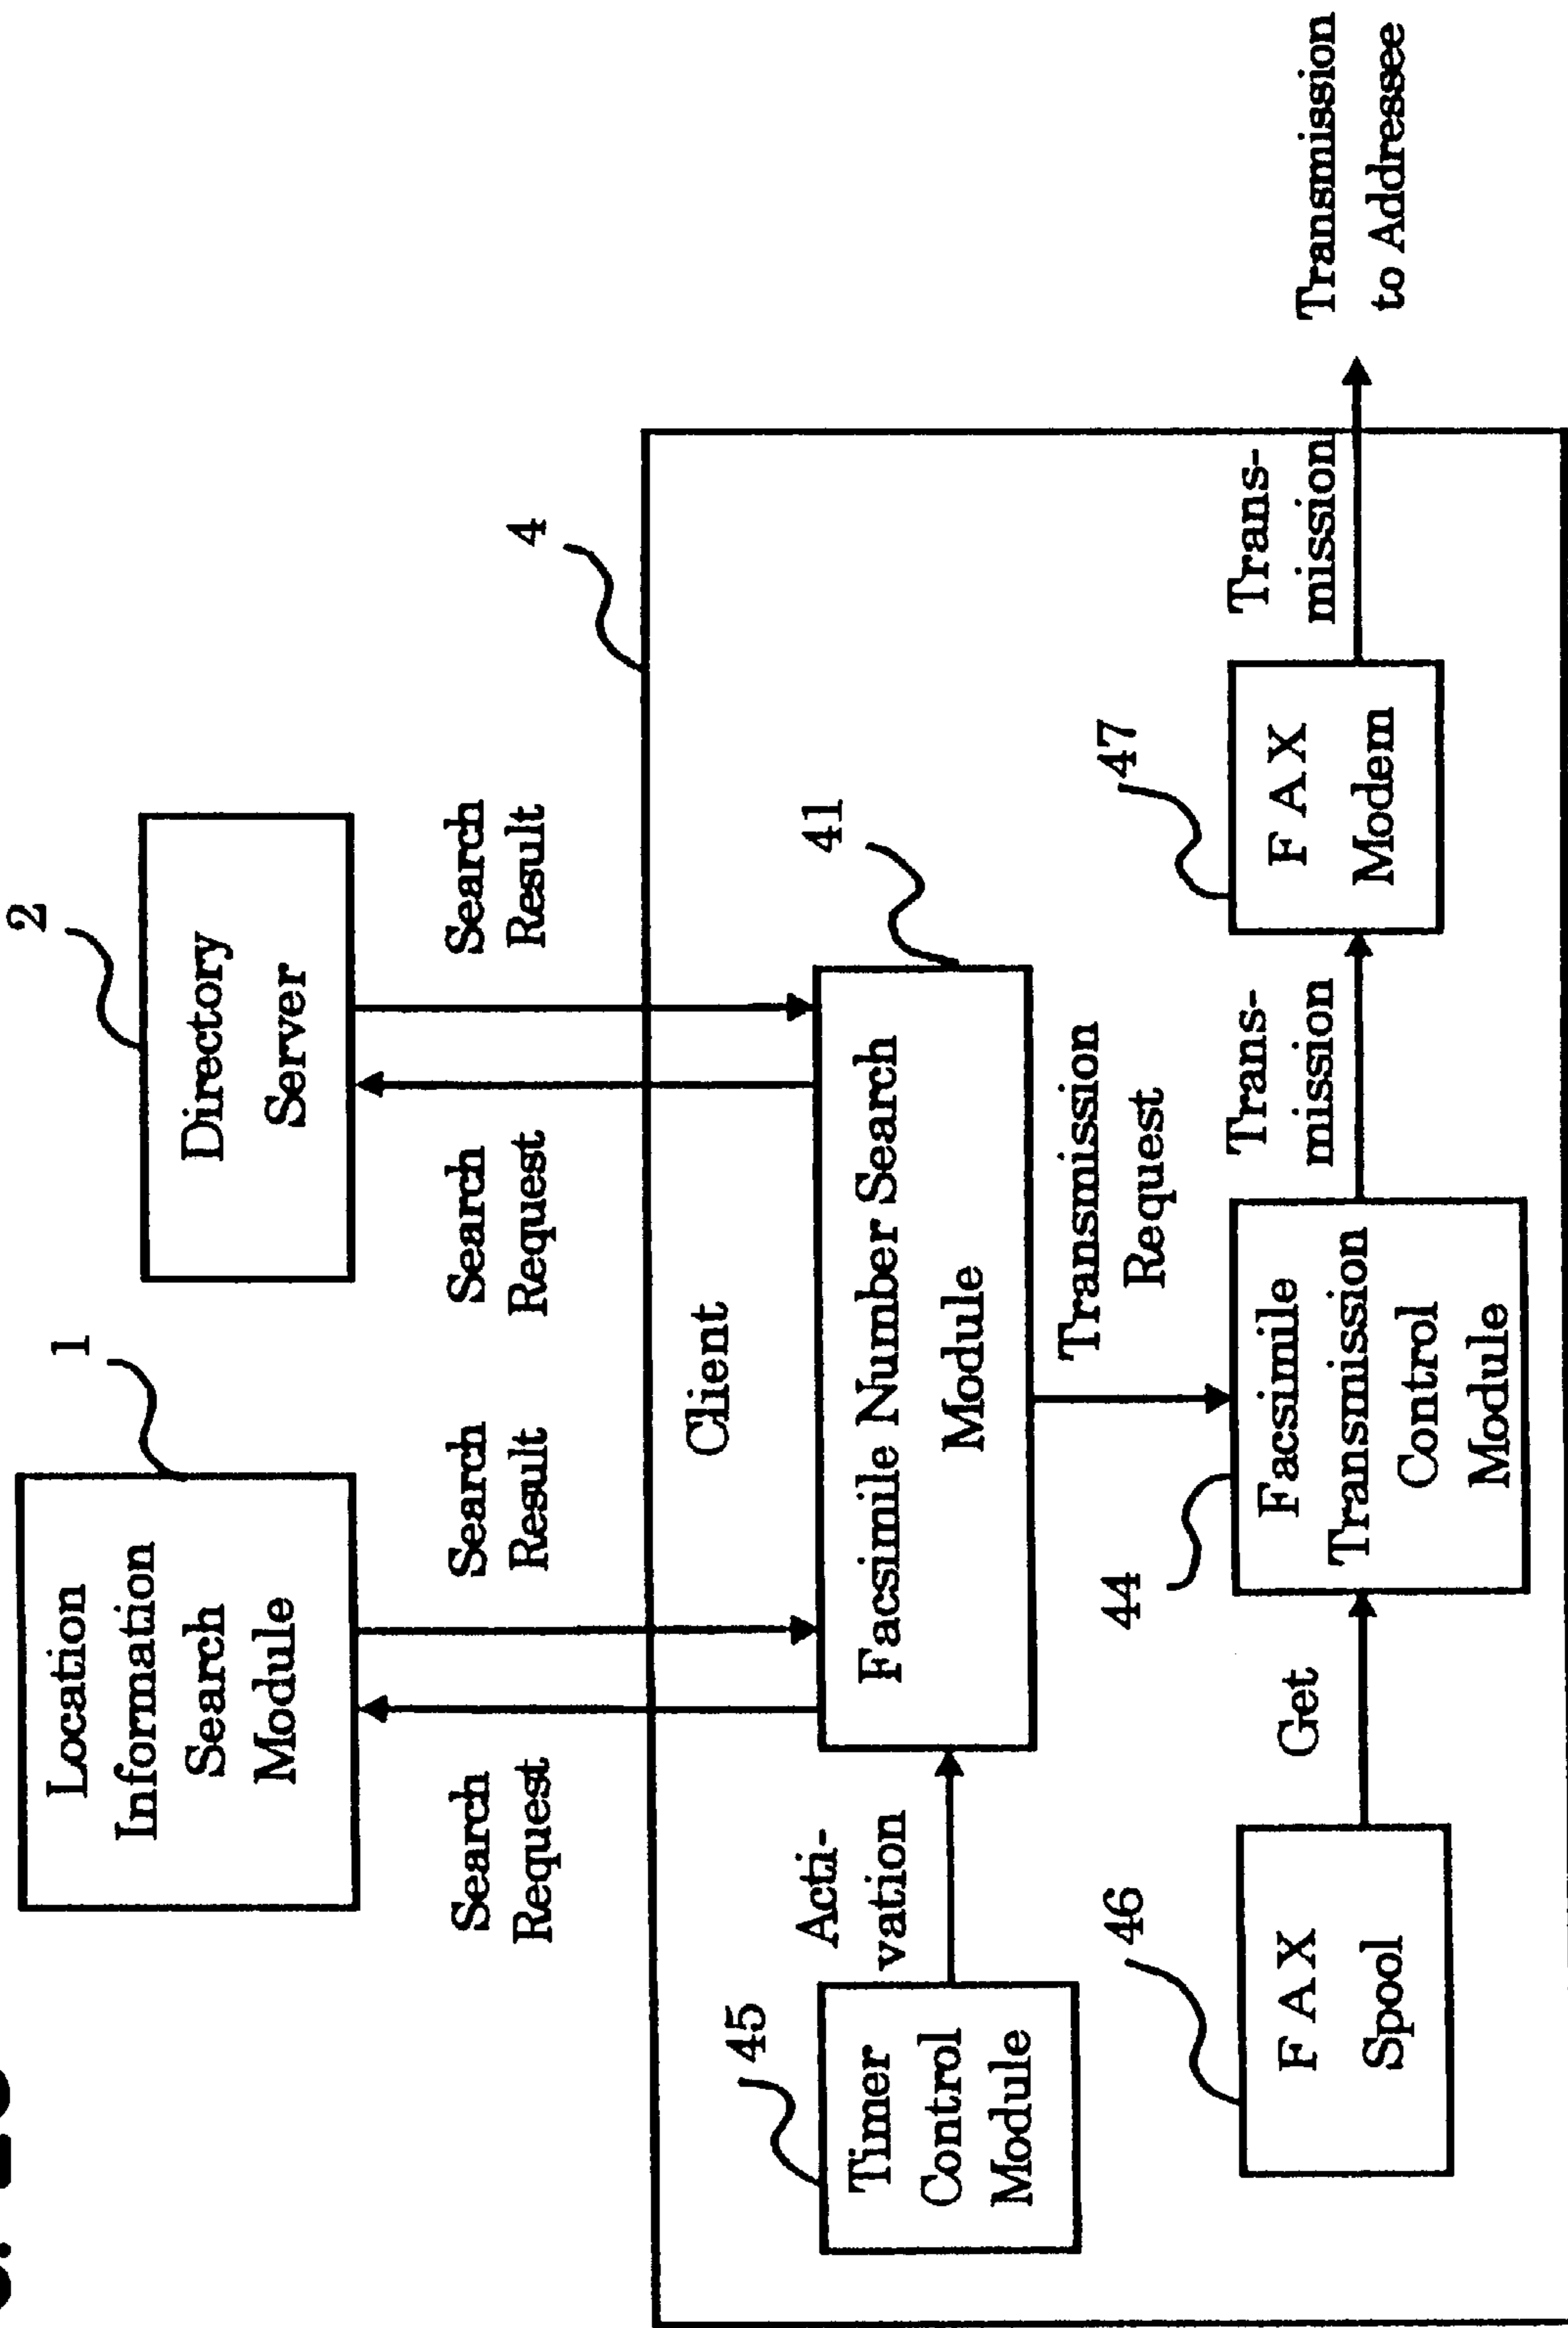 1
Location
Information
Search
Module
2
Directory
Server
Search
Request
Search
Result
Search
Request
Search
Result
4
Client
45
Timer
Control
Module
Acti-
vation
41
Facsimile Number Search
Module
Transmission
Request
46
FAX
Spool
Get
44
Facsimile
Transmission
Control
Module
Trans-
mission
47
FAX
Modem
Trans-
mission
Transmission
to Addressee